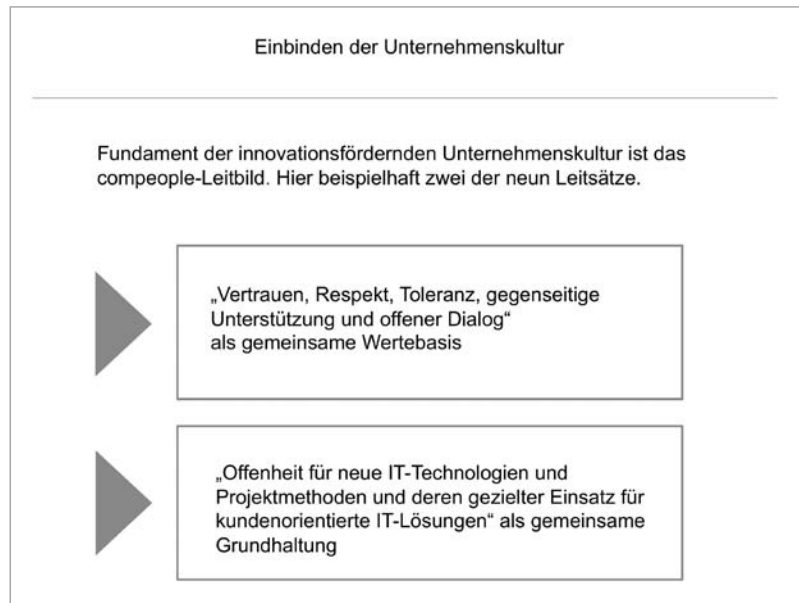 Einbinden der Unternehmenskultur
Fundament der innovationsfördernden Unternehmenskultur ist das
compeople-Leitbild. Hier beispielhaft zwei der neun Leitsätze.
„Vertrauen, Respekt, Toleranz, gegenseitige
Unterstützung und offener Dialog“
als gemeinsame Wertebasis
„Offenheit für neue IT-Technologien und
Projektmethoden und deren gezielter Einsatz für
kundenorientierte IT-Lösungen“ als gemeinsame
Grundhaltung